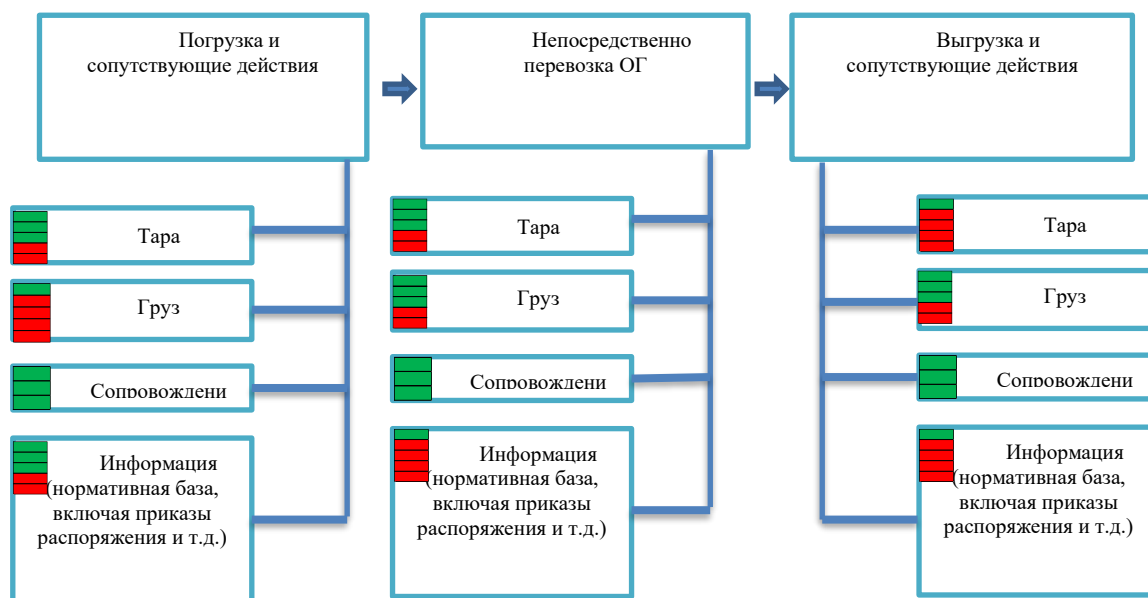 Погрузка и
сопутствующие действия
Непосредственно
перевозка ОГ
Выгрузка и
сопутствующие действия
Тара
Груз
Сопровождени
Информация
(нормативная база,
включая приказы
распоряжения и т.д.)
Тара
Груз
Сопровождени
Информация
(нормативная база,
включая приказы
распоряжения и т.д.)
Тара
Груз
Сопровождени
Информация
(нормативная база,
включая приказы
распоряжения и т.д.)